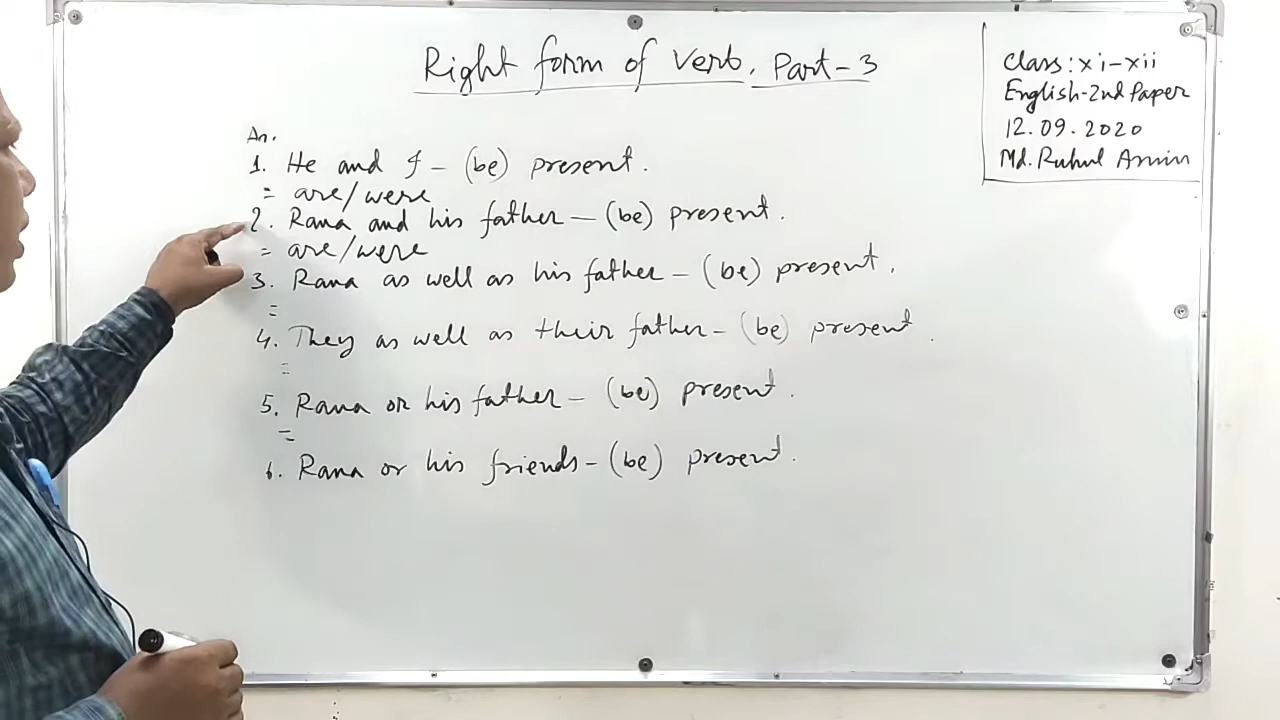 Right form of Verb. Part-3
Class: xi-xii
English-2nd Paper
12.09.2020
Md. Ruhul Amin
An.
1. He and I - (be) present.
= are/were
2. Rana and his father - (be) present.
= are/were
3. Rana as well as his father - (be) present.
=
4. They as well as their father - (be) present.
=
5. Rana or his father - (be) present.
=
6. Rana or his friends - (be) present.